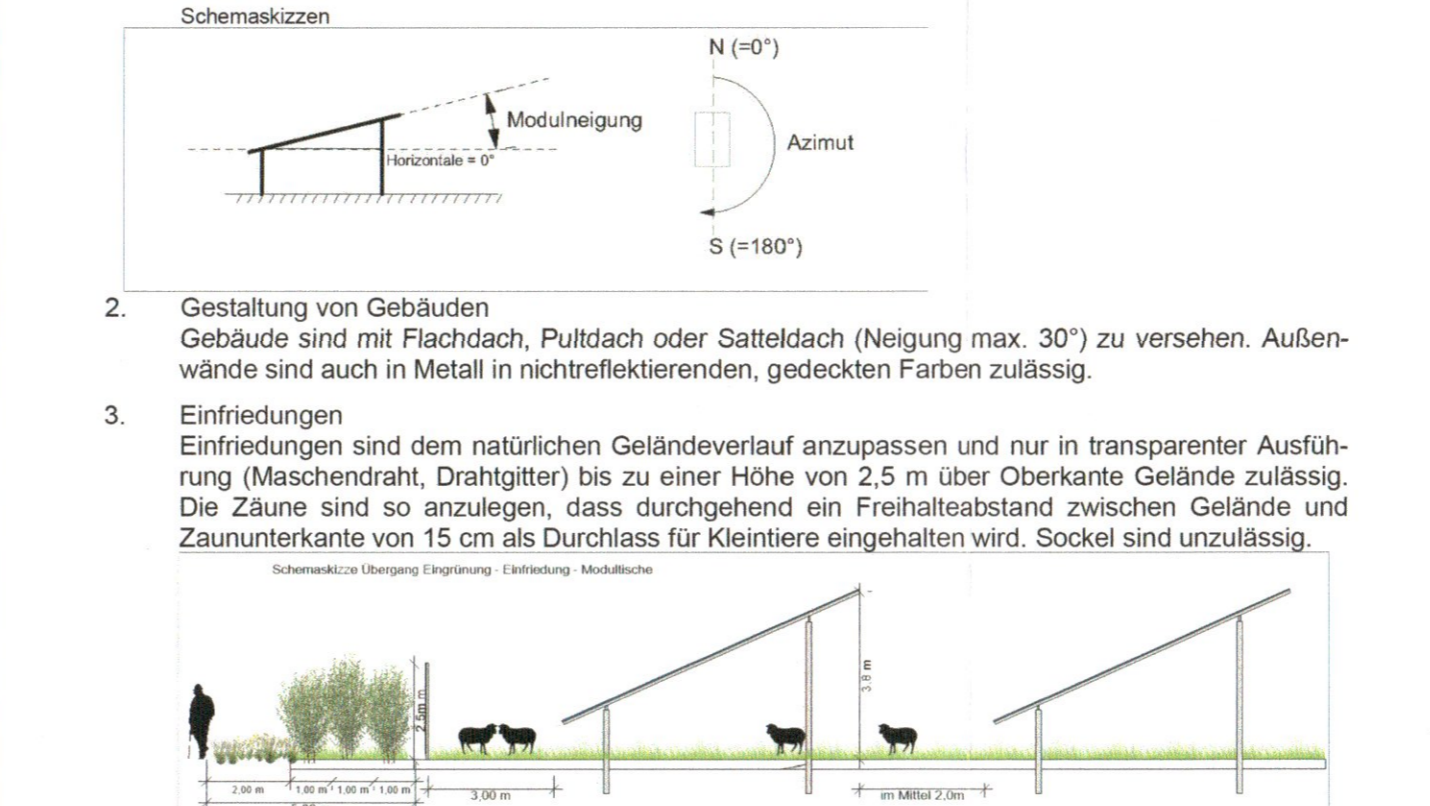 Schemaskizzen
N (=0°)
Modulneigung
Azimut
Horizontale = 0°
S (=180°)
2. Gestaltung von Gebäuden
Gebäude sind mit Flachdach, Pultdach oder Satteldach (Neigung max. 30°) zu versehen. Außen-
wände sind auch in Metall in nichtreflektierenden, gedeckten Farben zulässig.
3. Einfriedungen
Einfriedungen sind dem natürlichen Geländeverlauf anzupassen und nur in transparenter Ausfüh-
rung (Maschendraht, Drahtgitter) bis zu einer Höhe von 2,5 m über Oberkante Gelände zulässig.
Die Zäune sind so anzulegen, dass durchgehend ein Freihalteabstand zwischen Gelände und
Zaununterkante von 15 cm als Durchlass für Kleintiere eingehalten wird. Sockel sind unzulässig.
Schemaskizze Übergang Eingrünung - Einfriedung - Modultische
3.8 m
2.5m m
2,00 m
1,00 m
1,00 m
1,00 m
3,00 m
im Mittel 2,0m